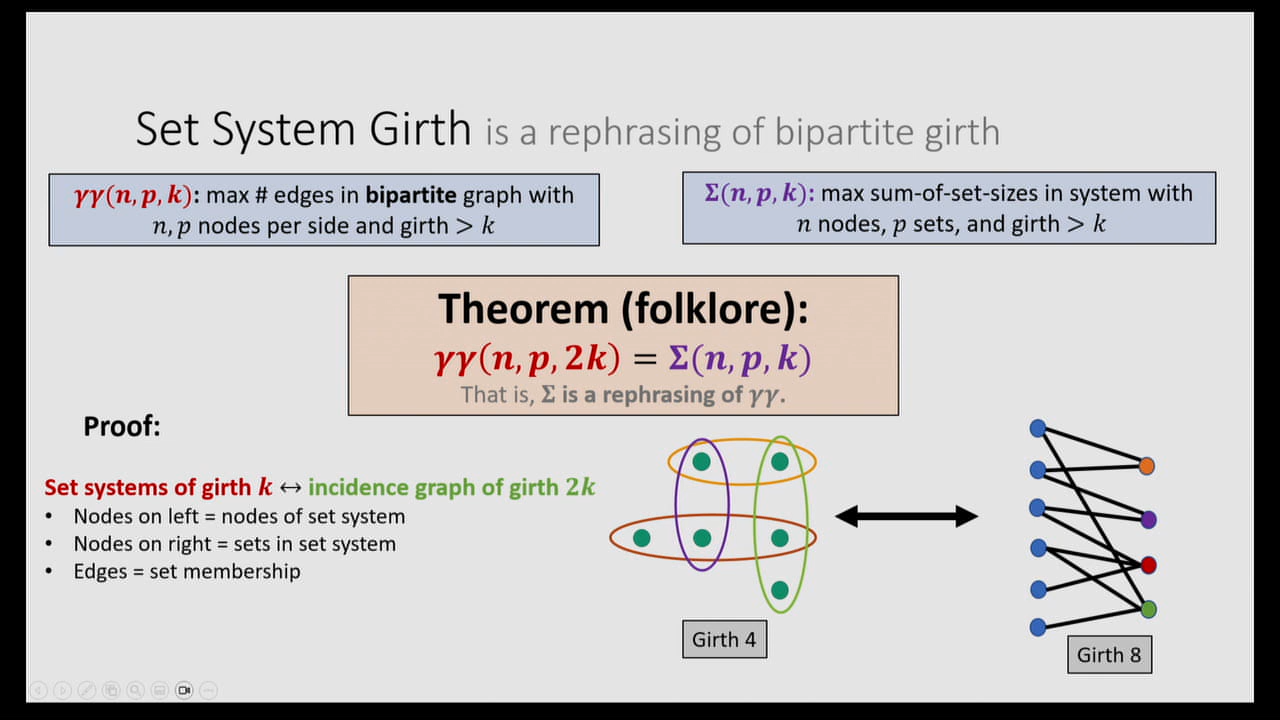 Set System Girth is a rephrasing of bipartite girth
γγ(n, p, k): max # edges in bipartite graph with
n, p nodes per side and girth > k
Σ(n, p, k): max sum-of-set-sizes in system with
n nodes, p sets, and girth > k
Theorem (folklore):
γγ(n, p, 2k) = Σ(n, p, k)
That is, Σ is a rephrasing of γγ.
Proof:
Set systems of girth k ↔ incidence graph of girth 2k
• Nodes on left = nodes of set system
• Nodes on right = sets in set system
• Edges = set membership
Girth 4
Girth 8